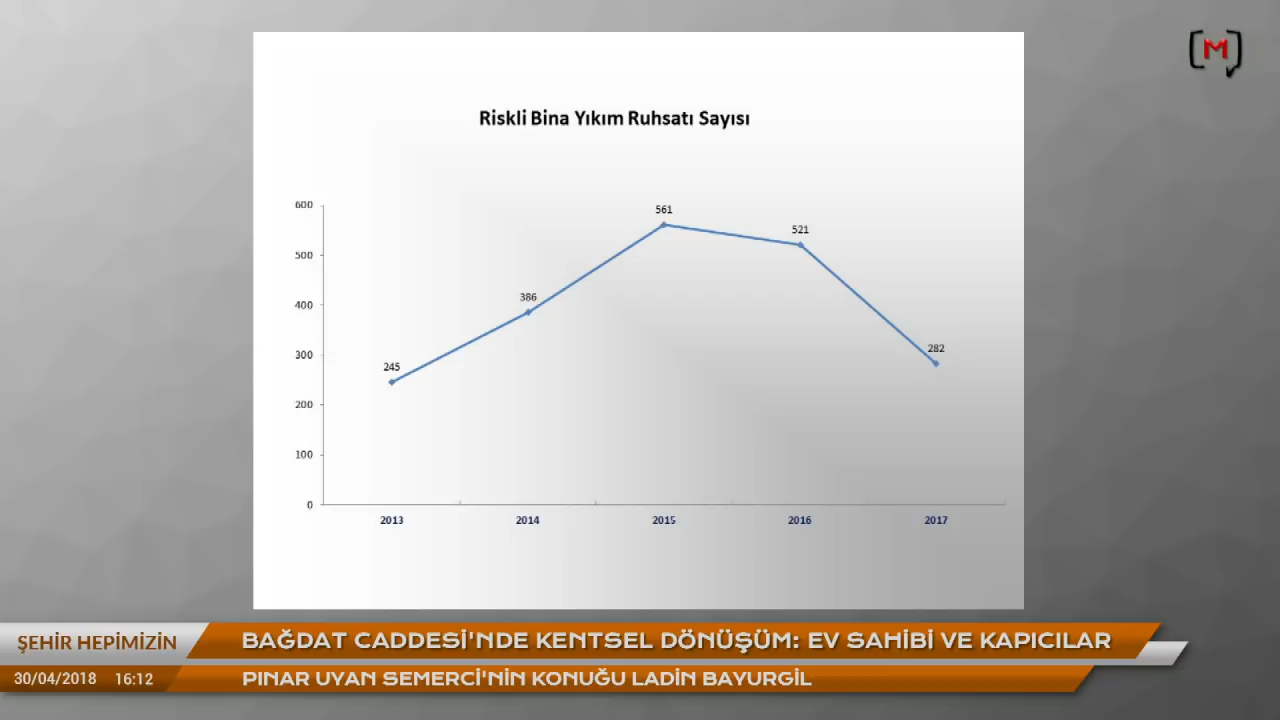 M
Riskli Bina Yıkım Ruhsatı Sayısı
600
500
400
300
200
100
0
245
386
561
521
282
2013 2014 2015 2016 2017
ŞEHİR HEPİMİZİN
BAĞDAT CADDESİ'NDE KENTSEL DÖNÜŞÜM: EV SAHİBİ VE KAPICILAR
30/04/2018 16:12
PINAR UYAN SEMERCİ'NİN KONUĞU LADİN BAYURGİL